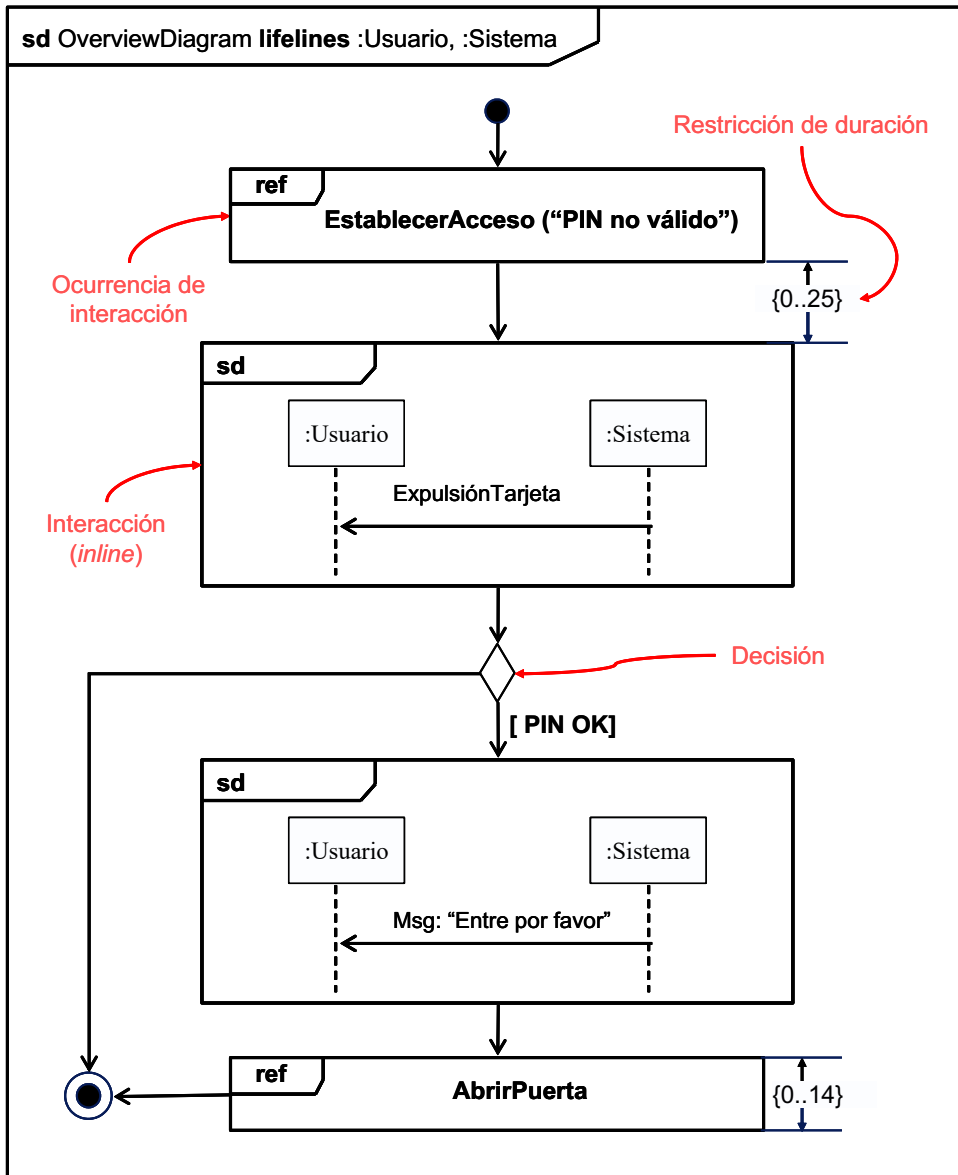 sd OverviewDiagram lifelines :Usuario, :Sistema
Restricción de duración
ref
EstablecerAcceso (“PIN no válido”)
Ocurrencia de
interacción
{0..25}
sd
:Usuario
:Sistema
ExpulsiónTarjeta
Interacción
(inline)
Decisión
[ PIN OK]
sd
:Usuario
:Sistema
Msg: “Entre por favor”
ref
AbrirPuerta
{0..14}